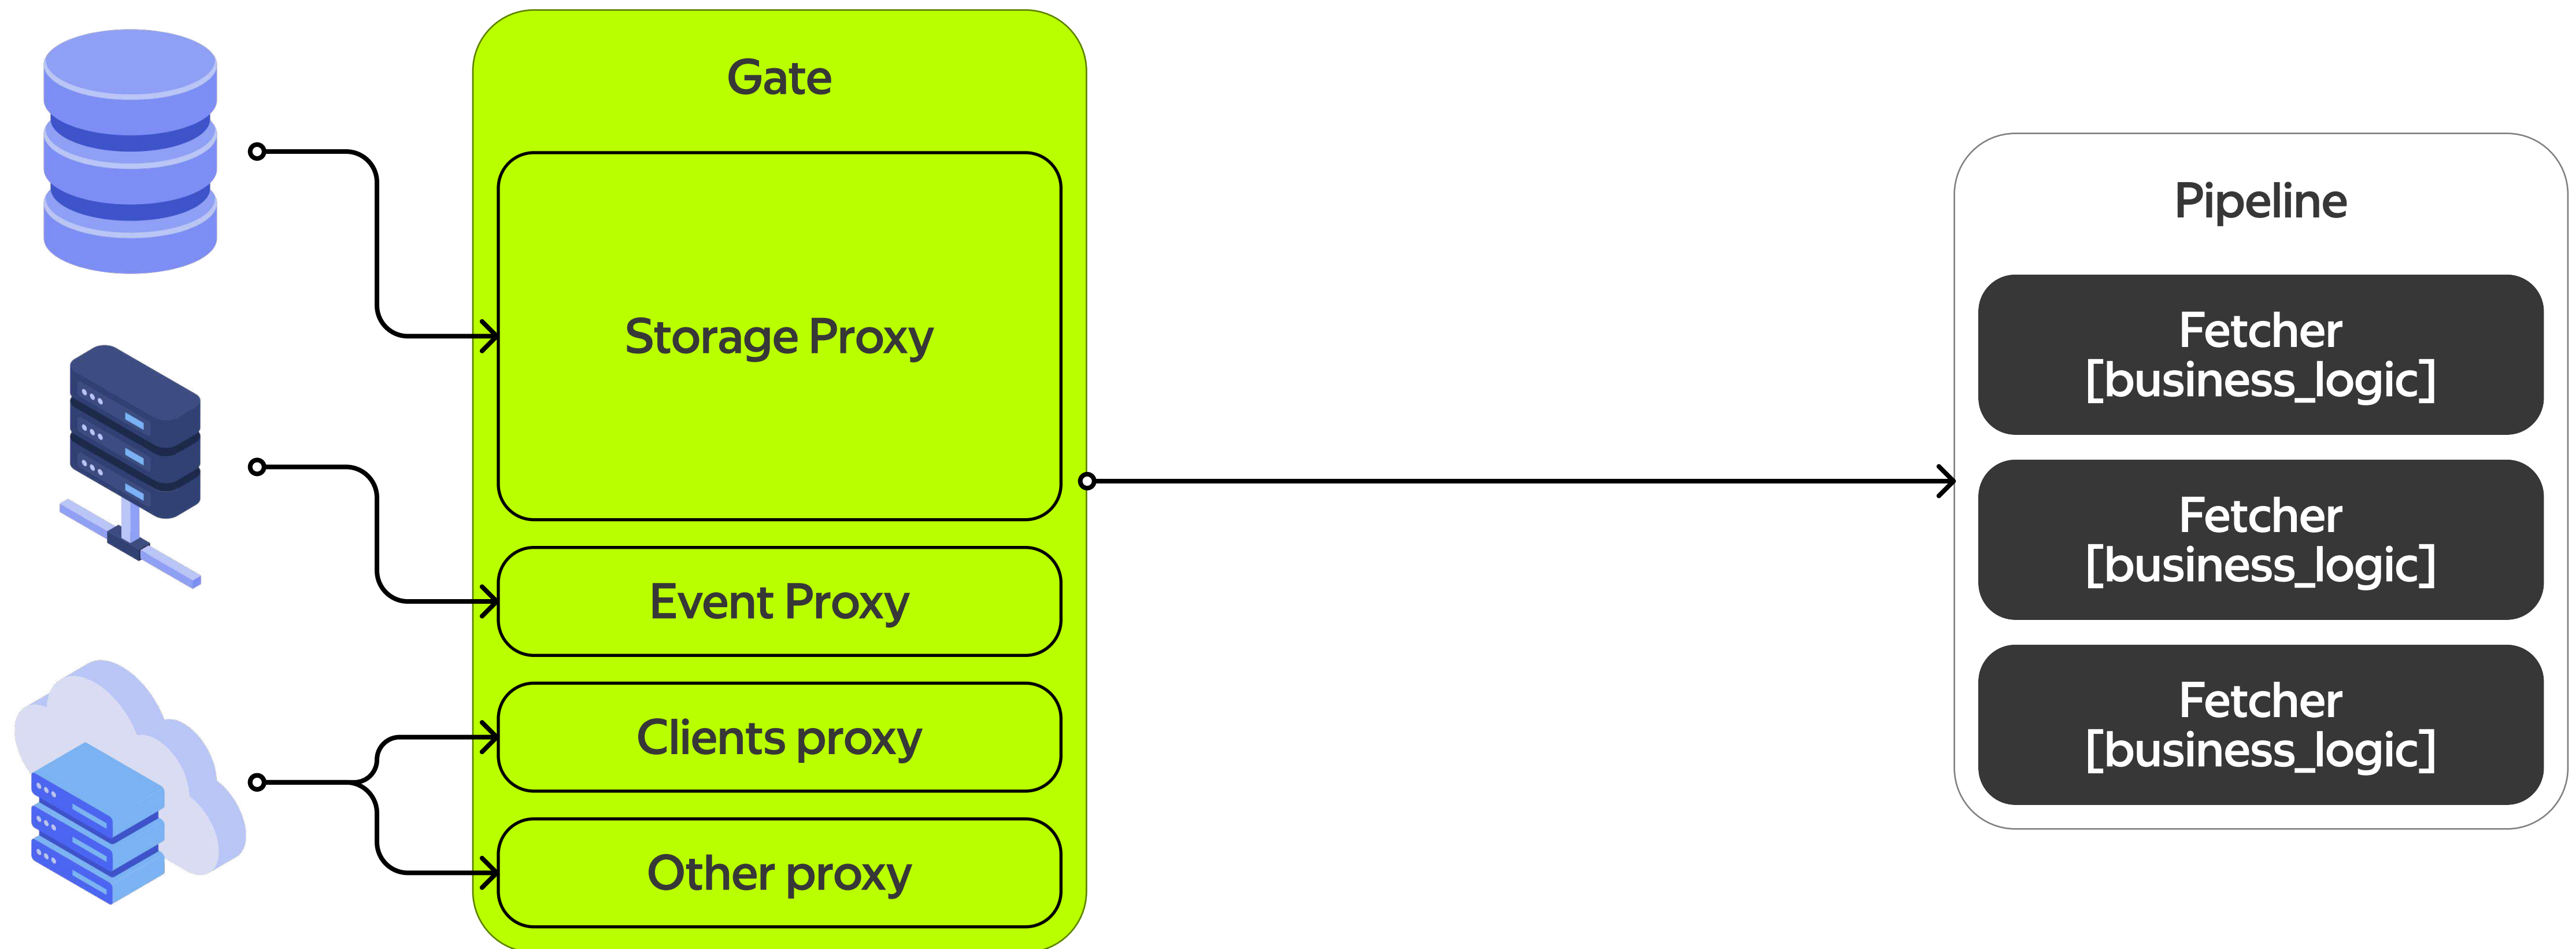 Gate
Storage Proxy
Event Proxy
Clients proxy
Other proxy
Pipeline
Fetcher
[business_logic]
Fetcher
[business_logic]
Fetcher
[business_logic]